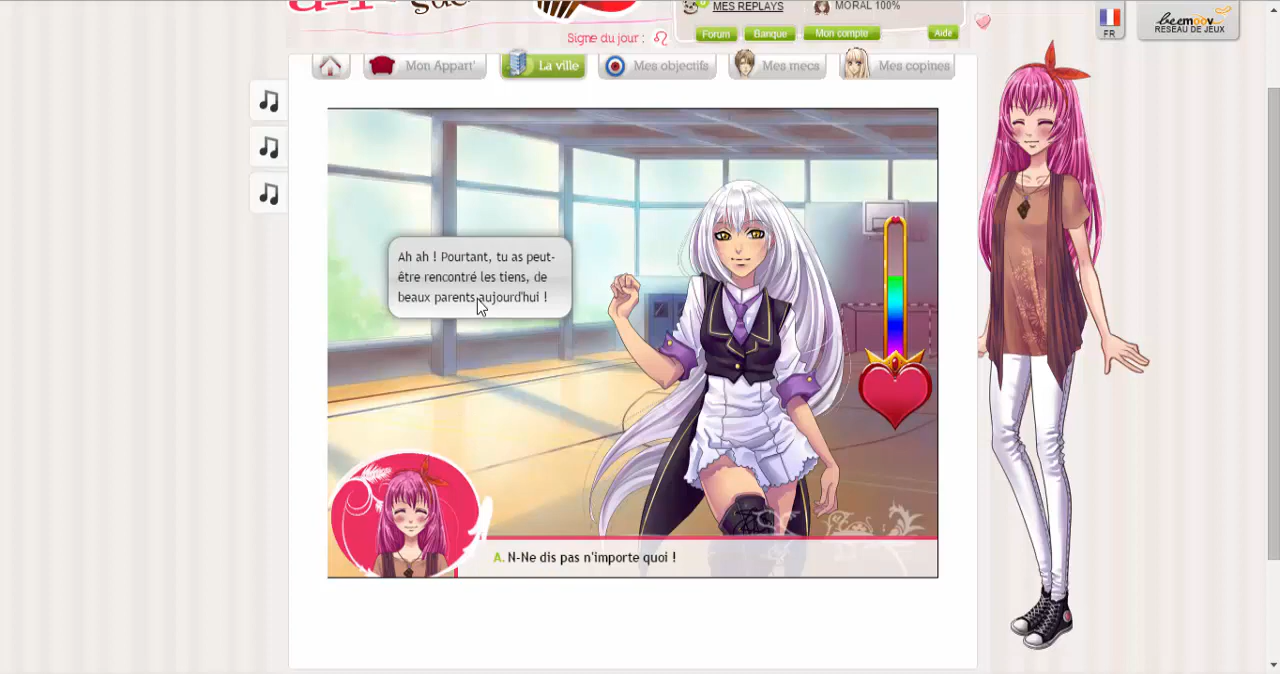 MES REPLAYS
MORAL 100%
Signe du jour :
Forum
Banque
Mon compte
Aide
FR
beemoov
RESEAU DE JEUX
Mon Appart'
La ville
Mes objectifs
Mes mecs
Mes copines
Ah ah ! Pourtant, tu as peut-
être rencontré les tiens, de
beaux parents aujourd'hui !
A. N-Ne dis pas n'importe quoi !